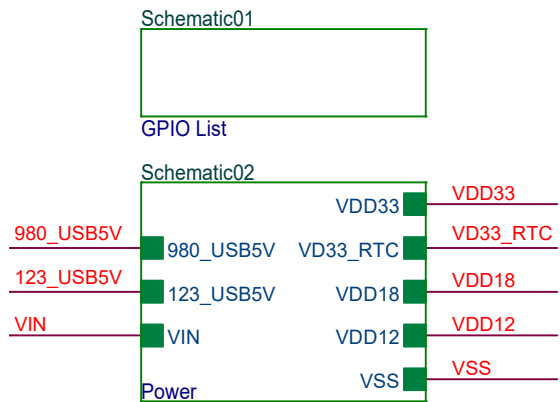 Schematic01
GPIO List
Schematic02
VDD33 VDD33
980_USB5V 980_USB5V VD33_RTC VD33_RTC
123_USB5V 123_USB5V VDD18 VDD18
VIN VIN VDD12 VDD12
VSS VSS
Power